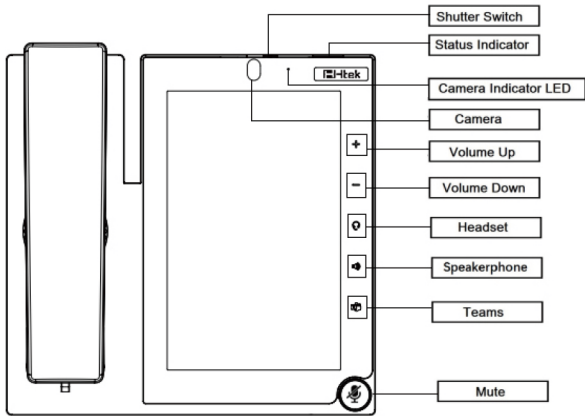 Shutter Switch
Status Indicator
Htek
Camera Indicator LED
Camera
Volume Up
Volume Down
Headset
Speakerphone
Teams
Mute